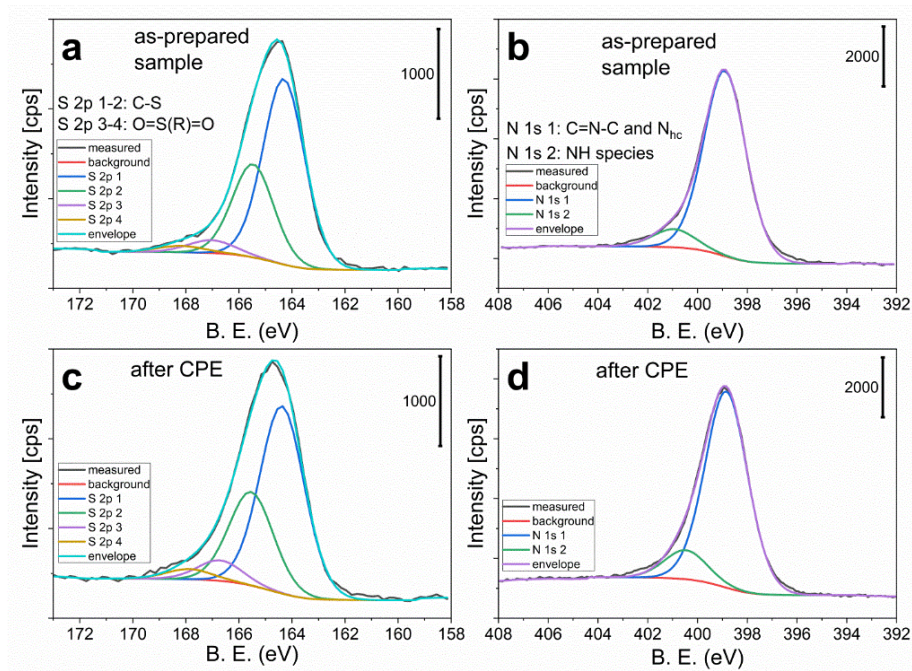 a
as-prepared
sample
1000
S 2p 1-2: C-S
S 2p 3-4: O=S(R)=O
measured
background
S 2p 1
S 2p 2
S 2p 3
S 2p 4
envelope
Intensity [cps]
172 170 168 166 164 162 160 158
B. E. (eV)
b
as-prepared
sample
2000
N 1s 1: C=N-C and Nhc
N 1s 2: NH species
measured
background
N 1s 1
N 1s 2
envelope
Intensity [cps]
408 406 404 402 400 398 396 394 392
B. E. (eV)
c
after CPE
1000
measured
background
S 2p 1
S 2p 2
S 2p 3
S 2p 4
envelope
Intensity [cps]
172 170 168 166 164 162 160 158
B. E. (eV)
d
after CPE
2000
measured
background
N 1s 1
N 1s 2
envelope
Intensity [cps]
408 406 404 402 400 398 396 394 392
B. E. (eV)